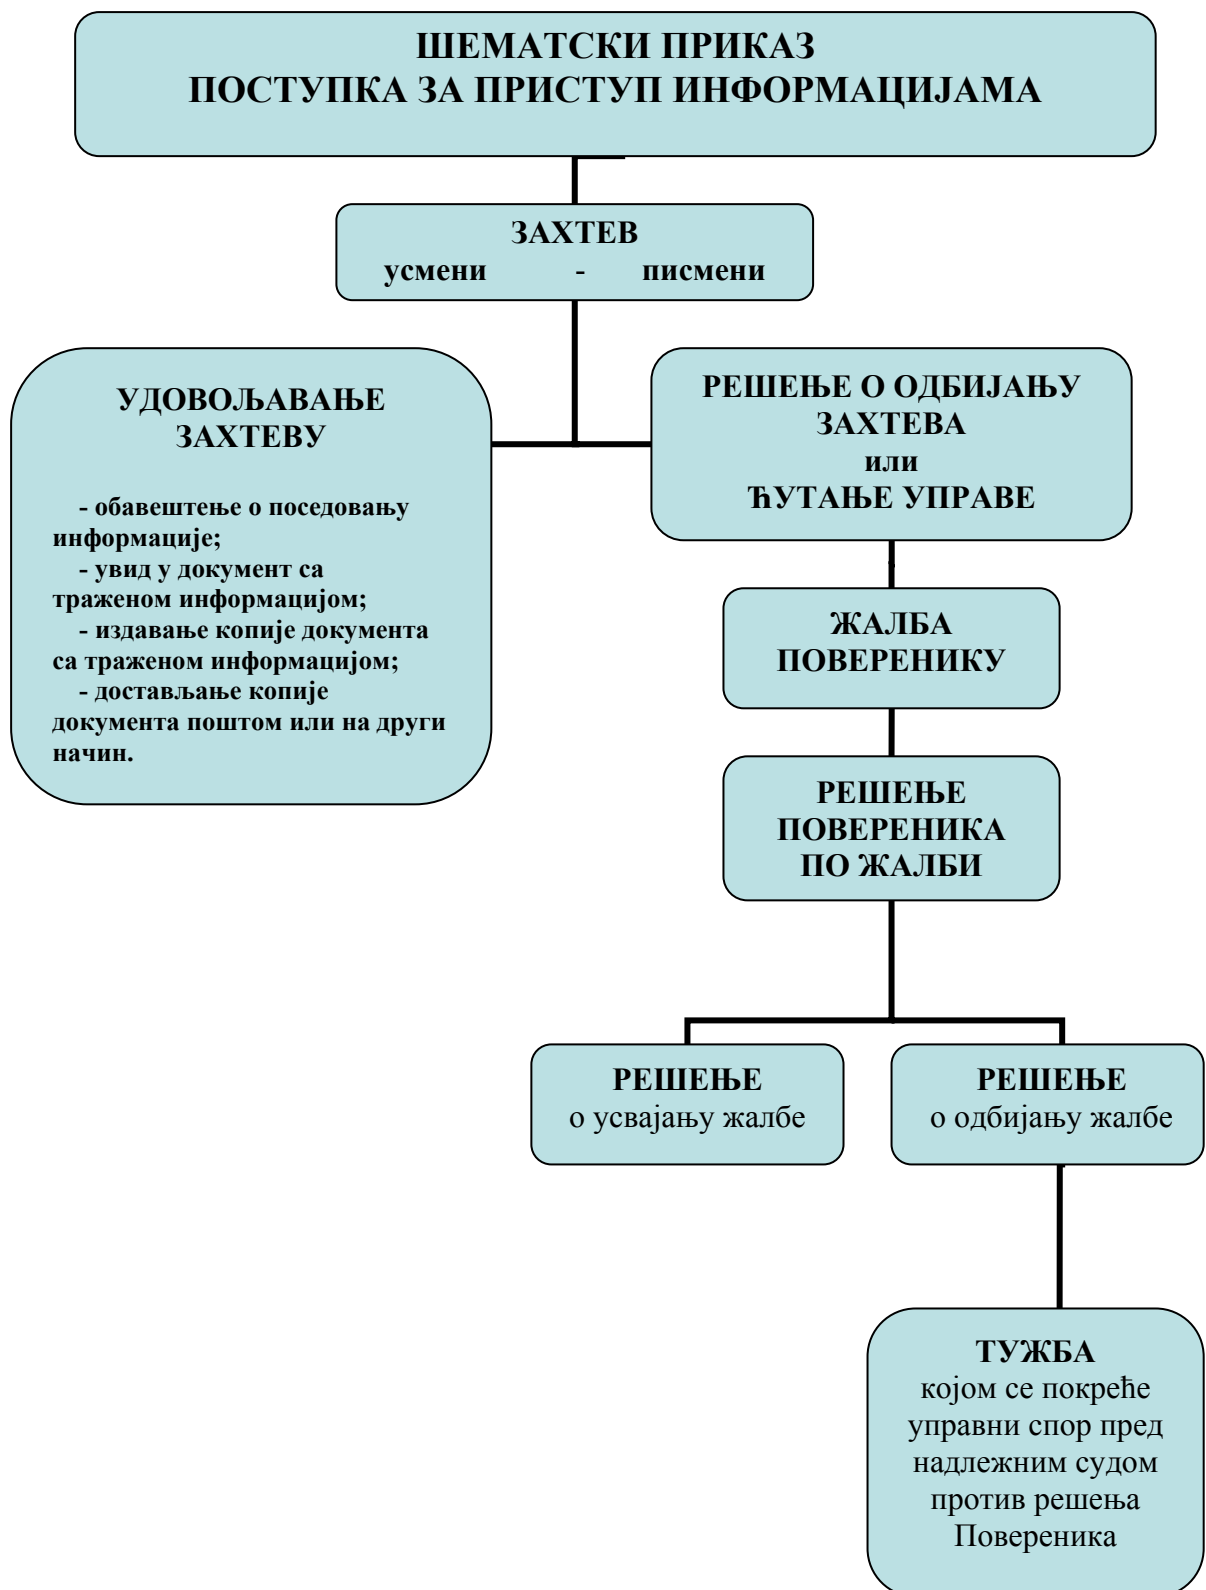 ШЕМАТСКИ ПРИКАЗ
ПОСТУПКА ЗА ПРИСТУП ИНФОРМАЦИЈАМА
ЗАХТЕВ
усмени - писмени
УДОВОЉАВАЊЕ
ЗАХТЕВУ
- обавештење о поседовању
информације;
- увид у документ са
траженом информацијом;
- издавање копије документа
са траженом информацијом;
- достављање копије
документа поштом или на други
начин.
РЕШЕЊЕ О ОДБИЈАЊУ
ЗАХТЕВА
или
ЋУТАЊЕ УПРАВЕ
ЖАЛБА
ПОВЕРЕНИКУ
РЕШЕЊЕ
ПОВЕРЕНИКА
ПО ЖАЛБИ
РЕШЕЊЕ
о усвајању жалбе
РЕШЕЊЕ
о одбијању жалбе
ТУЖБА
којом се покреће
управни спор пред
надлежним судом
против решења
Повереника